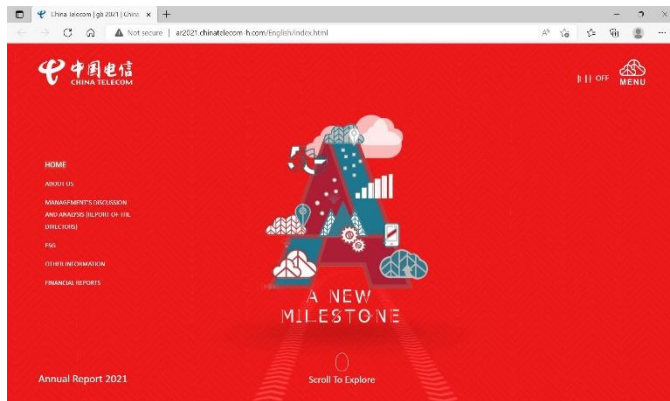 China Telecom | gb 2021 | China
Not secure | ar2021.chinatelecom-h.com/English/index.html
中国电信
CHINA TELECOM
OFF
MENU
HOME
ABOUT US
MANAGEMENT'S DISCUSSION
AND ANALYSIS (REPORT OF THE
DIRECTORS)
ESG
OTHER INFORMATION
FINANCIAL REPORTS
5G
A
A NEW
MILESTONE
Annual Report 2021
Scroll To Explore